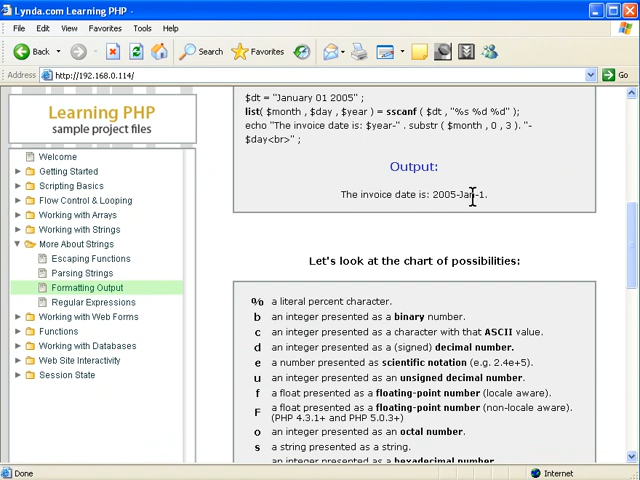 Lynda.com Learning PHP -
File Edit View Favorites Tools Help
Back Search Favorites
Address http://192.168.0.114/ Go
Learning PHP
sample project files
Welcome
Getting Started
Scripting Basics
Flow Control & Looping
Working with Arrays
Working with Strings
More About Strings
Escaping Functions
Parsing Strings
Formatting Output
Regular Expressions
Working with Web Forms
Functions
Working with Databases
Web Site Interactivity
Session State
$dt = "January 01 2005" ;
list( $month , $day , $year ) = sscanf ( $dt , "%s %d %d" );
echo "The invoice date is: $year-" . substr ( $month , 0 , 3 ). "-
$day<br>" ;
Output:
The invoice date is: 2005-Jan-1.
Let's look at the chart of possibilities:
% a literal percent character.
b an integer presented as a binary number.
c an integer presented as a character with that ASCII value.
d an integer presented as a (signed) decimal number.
e a number presented as scientific notation (e.g. 2.4e+5).
u an integer presented as an unsigned decimal number.
f a float presented as a floating-point number (locale aware).
F a float presented as a floating-point number (non-locale aware).
(PHP 4.3.1+ and PHP 5.0.3+)
o an integer presented as an octal number.
s a string presented as a string.
an integer presented as a hexadecimal number
Done Internet